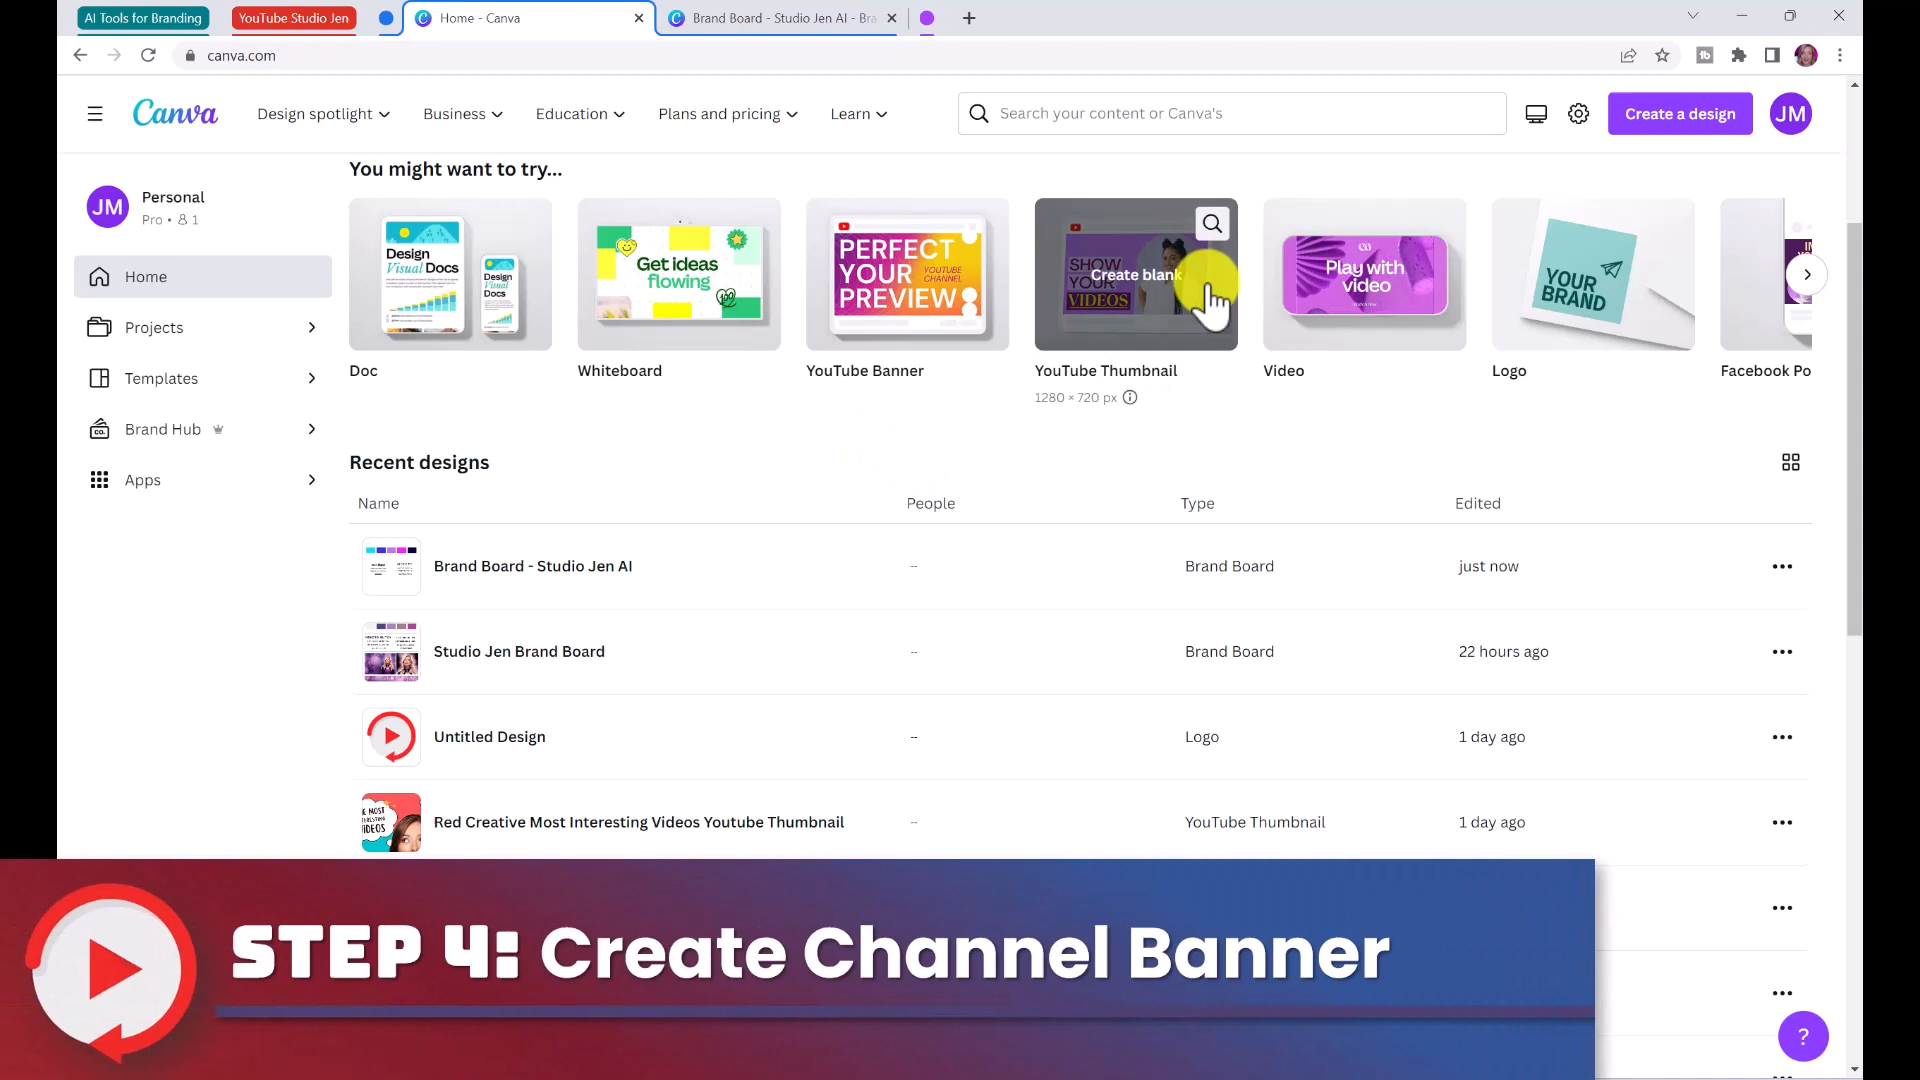 AI Tools for Branding
YouTube Studio Jen
Home - Canva
Brand Board - Studio Jen AI - Bra
canva.com
Canva
Design spotlight
Business
Education
Plans and pricing
Learn
Search your content or Canva's
Create a design
JM
You might want to try...
JM
Personal
Pro • 1
Home
Projects
Templates
Brand Hub
Apps
Design
Visual Docs
Design
Visual
Docs
Get ideas
flowing
PERFECT
YOUR
PREVIEW
YOUTUBE
CHANNEL
SHOW
YOUR
VIDEOS
Create blank
Play with
video
YOUR
BRAND
Doc
Whiteboard
YouTube Banner
YouTube Thumbnail
1280 × 720 px
Video
Logo
Facebook Po
Recent designs
Name
People
Type
Edited
Brand Board - Studio Jen AI
--
Brand Board
just now
Studio Jen Brand Board
--
Brand Board
22 hours ago
Untitled Design
--
Logo
1 day ago
Red Creative Most Interesting Videos Youtube Thumbnail
--
YouTube Thumbnail
1 day ago
STEP 4: Create Channel Banner
?